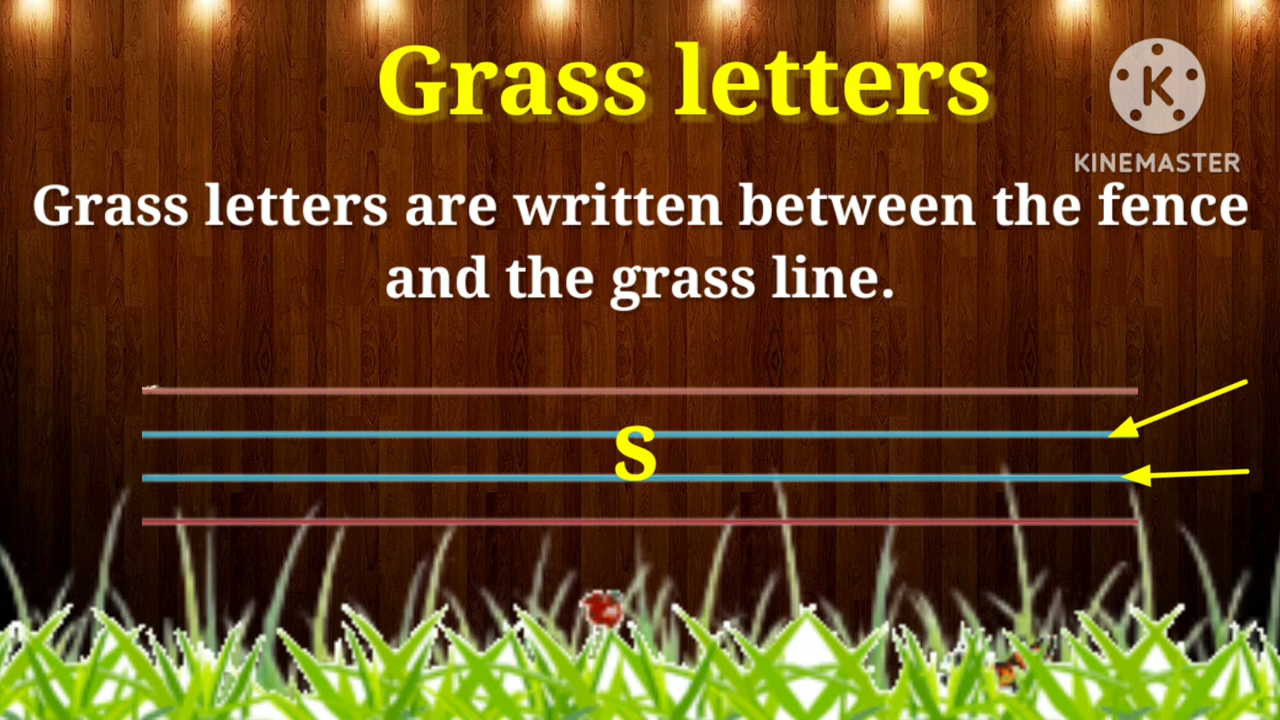 Grass letters
K
KINEMASTER
Grass letters are written between the fence
and the grass line.
s